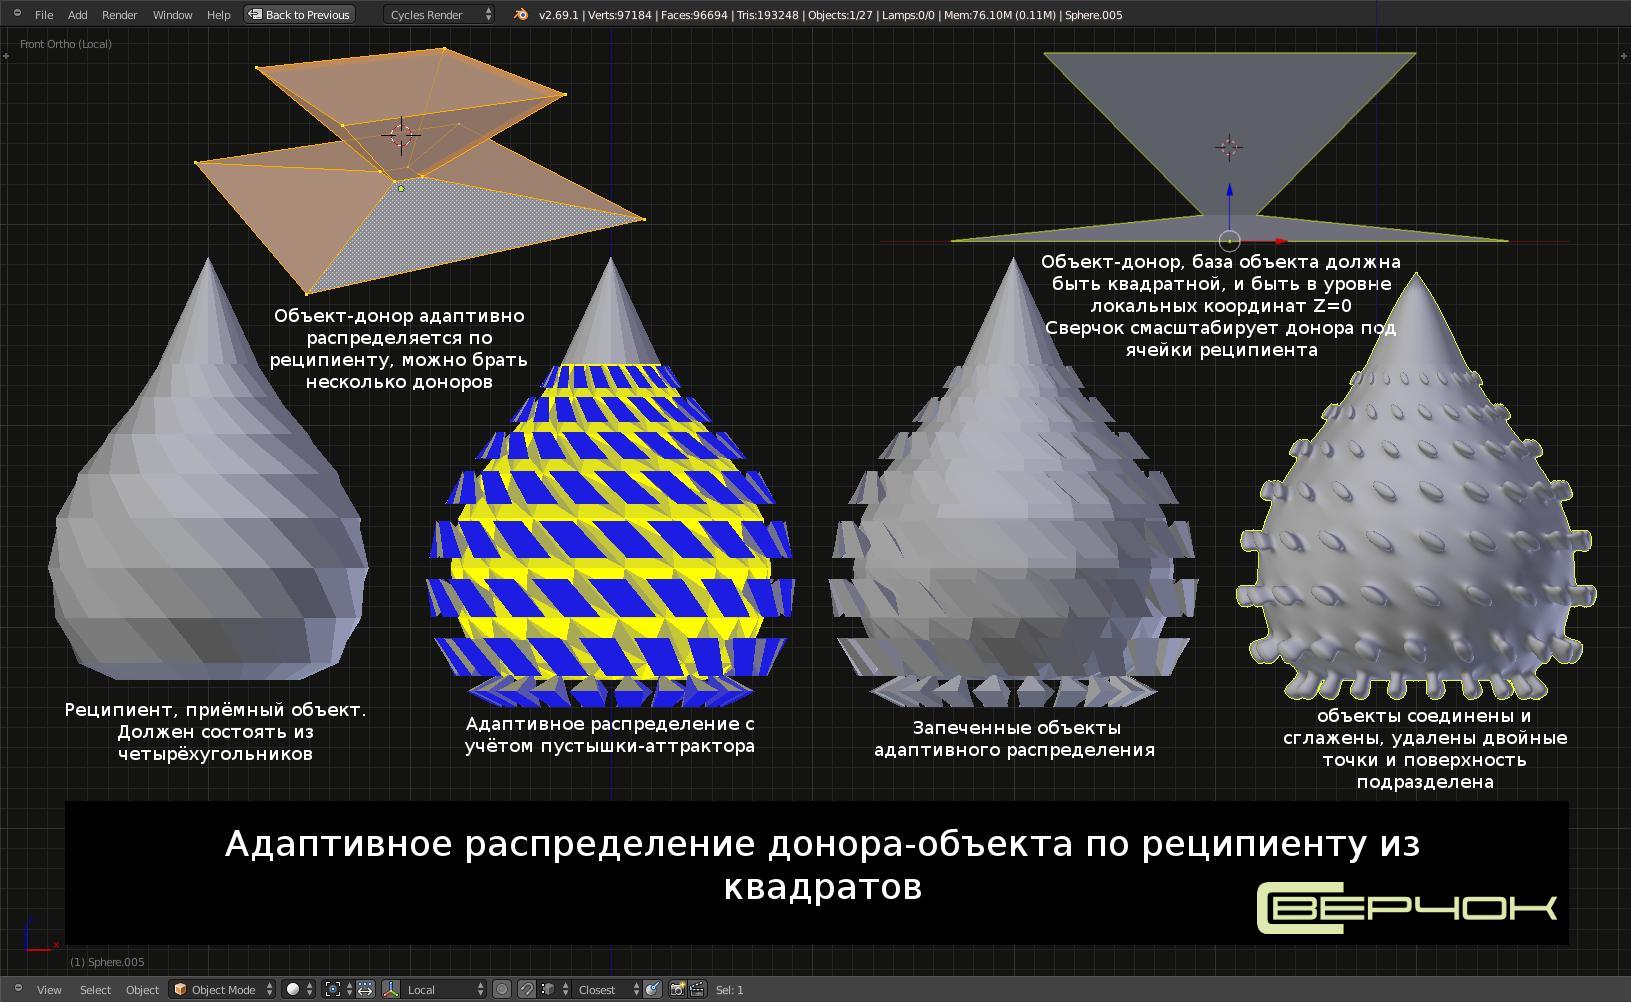 File Add Render Window Help Back to Previous Cycles Render v2.69.1 | Verts:97184 | Faces:96694 | Tris:193248 | Objects:1/27 | Lamps:0/0 | Mem:76.10M (0.11M) | Sphere.005
Front Ortho (Local)
Объект-донор, база объекта должна
быть квадратной, и быть в уровне
локальных координат Z=0
Сверчок смасштабирует донора под
ячейки реципиента
Объект-донор адаптивно
распределяется по
реципиенту, можно брать
несколько доноров
Реципиент, приёмный объект.
Должен состоять из
четырёхугольников
Адаптивное распределение с
учётом пустышки-аттрактора
Запеченные объекты
адаптивного распределения
объекты соединены и
сглажены, удалены двойные
точки и поверхность
подразделена
Адаптивное распределение донора-объекта по реципиенту из
квадратов
СВЕРЧОК
x
(1) Sphere.005
View Select Object Object Mode Local Closest Sel: 1